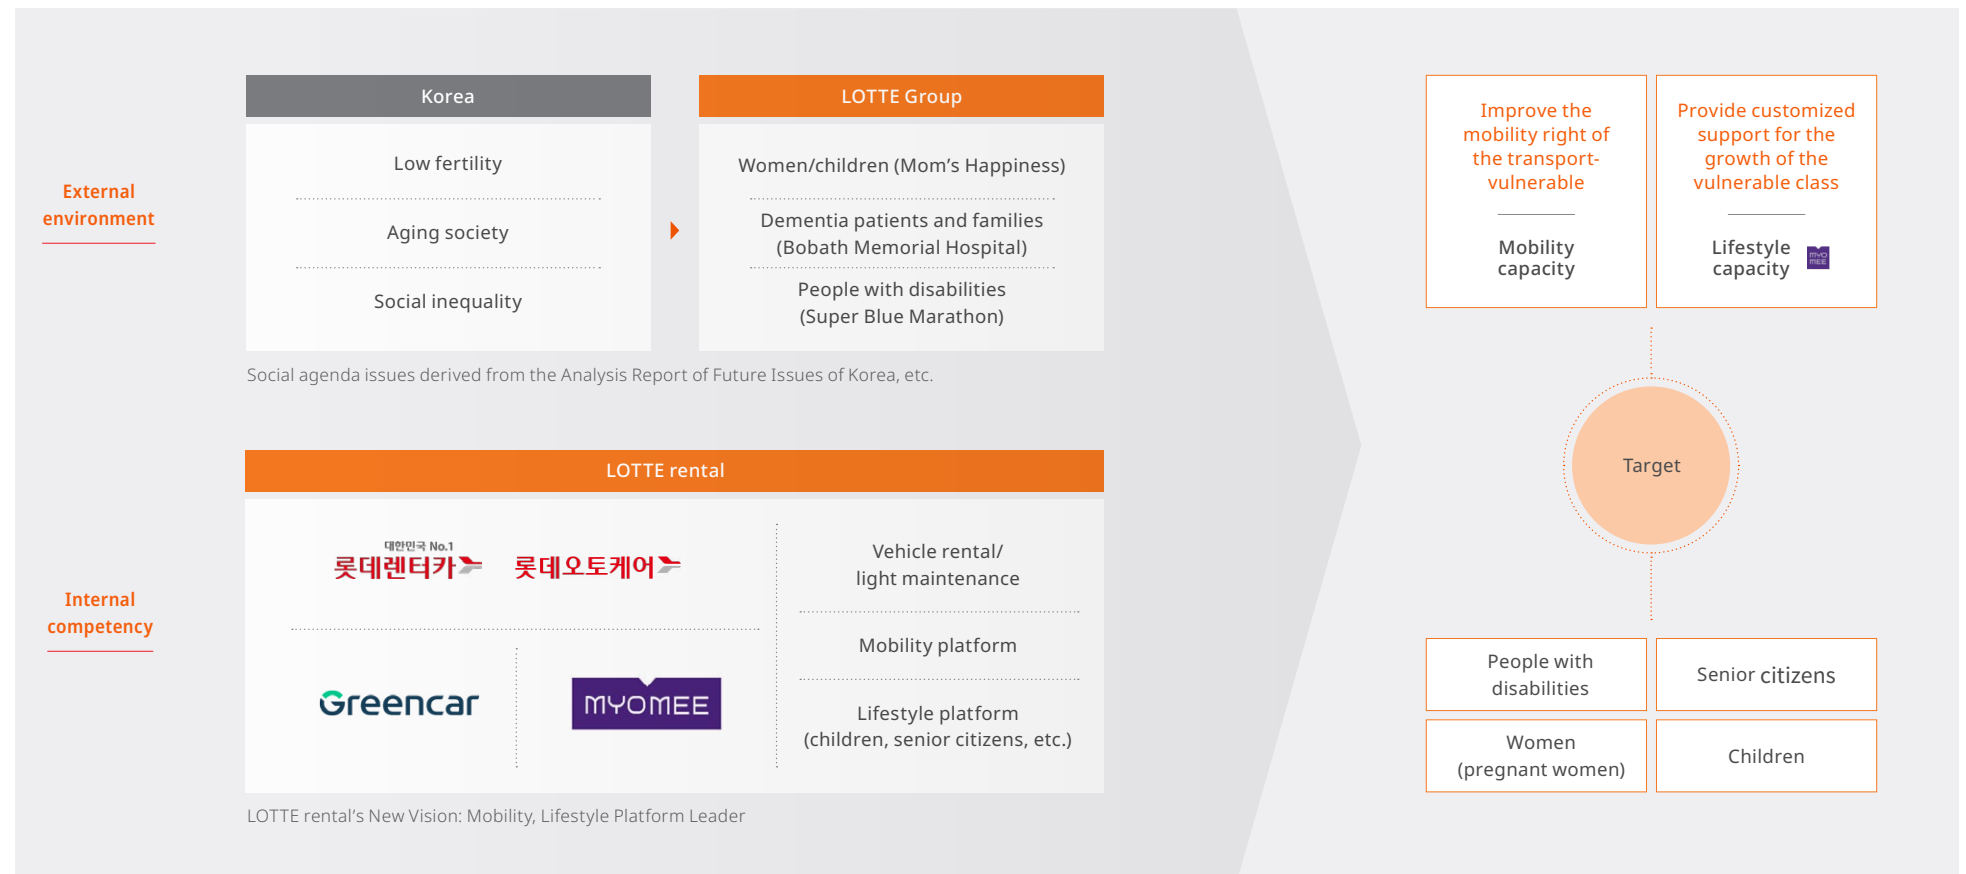 External
environment
Korea
Low fertility
Aging society
Social inequality
LOTTE Group
Women/children (Mom’s Happiness)
Dementia patients and families
(Bobath Memorial Hospital)
People with disabilities
(Super Blue Marathon)
Social agenda issues derived from the Analysis Report of Future Issues of Korea, etc.
Internal
competency
LOTTE rental
대한민국 No.1
롯데렌터카
롯데오토케어
Greencar
MYOMEE
Vehicle rental/
light maintenance
Mobility platform
Lifestyle platform
(children, senior citizens, etc.)
LOTTE rental’s New Vision: Mobility, Lifestyle Platform Leader
Improve the
mobility right of
the transport-
vulnerable
Mobility
capacity
Provide customized
support for the
growth of the
vulnerable class
Lifestyle
capacity
MYO
MEE
Target
People with
disabilities
Senior citizens
Women
(pregnant women)
Children